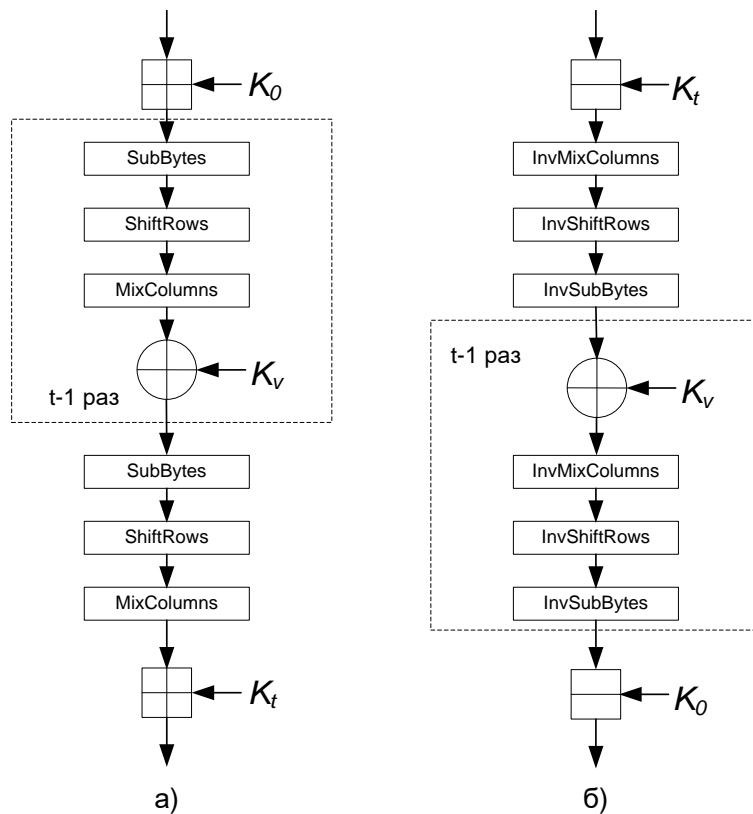 K0
SubBytes
ShiftRows
MixColumns
Kv
t-1 раз
SubBytes
ShiftRows
MixColumns
Kt
а)
Kt
InvMixColumns
InvShiftRows
InvSubBytes
t-1 раз
Kv
InvMixColumns
InvShiftRows
InvSubBytes
K0
б)